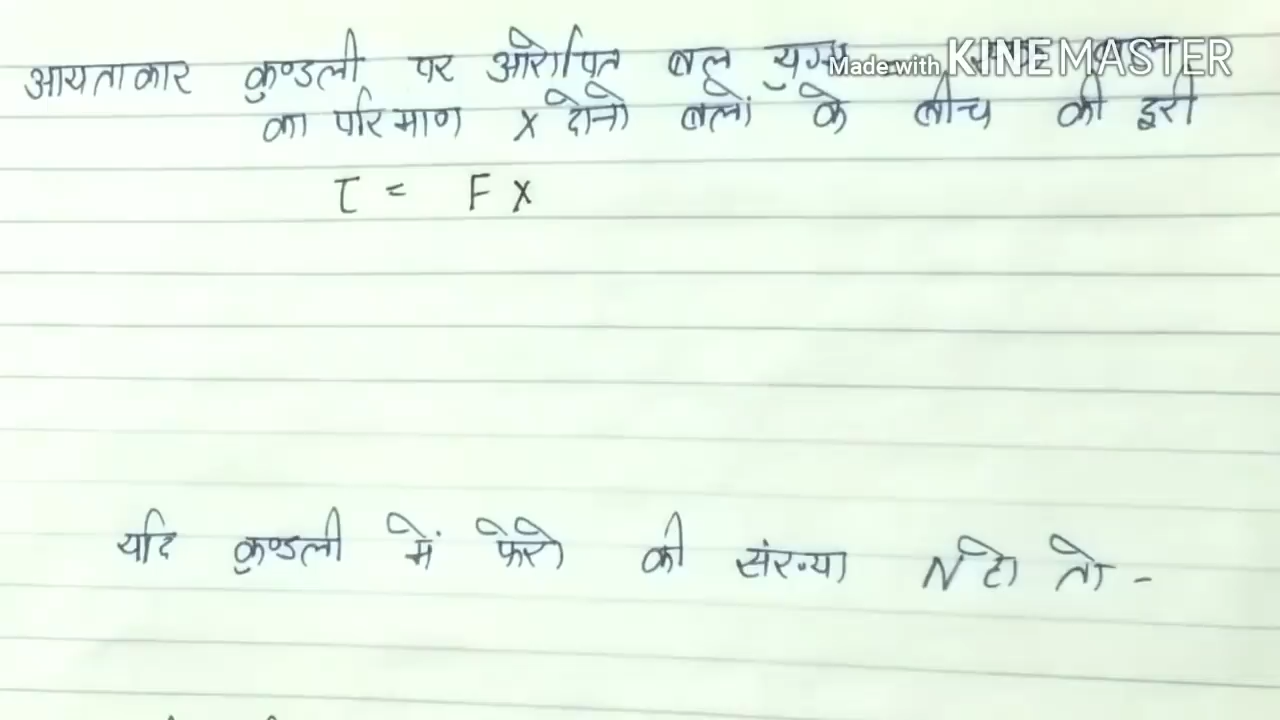 आयताकार कुण्डली पर आरोपित बल युग्म =
Made with KINEMASTER
का परिमाण x दोनो बलों के बीच की दूरी
τ = F x
यदि कुण्डली में फेरो की संख्या N हो तो -